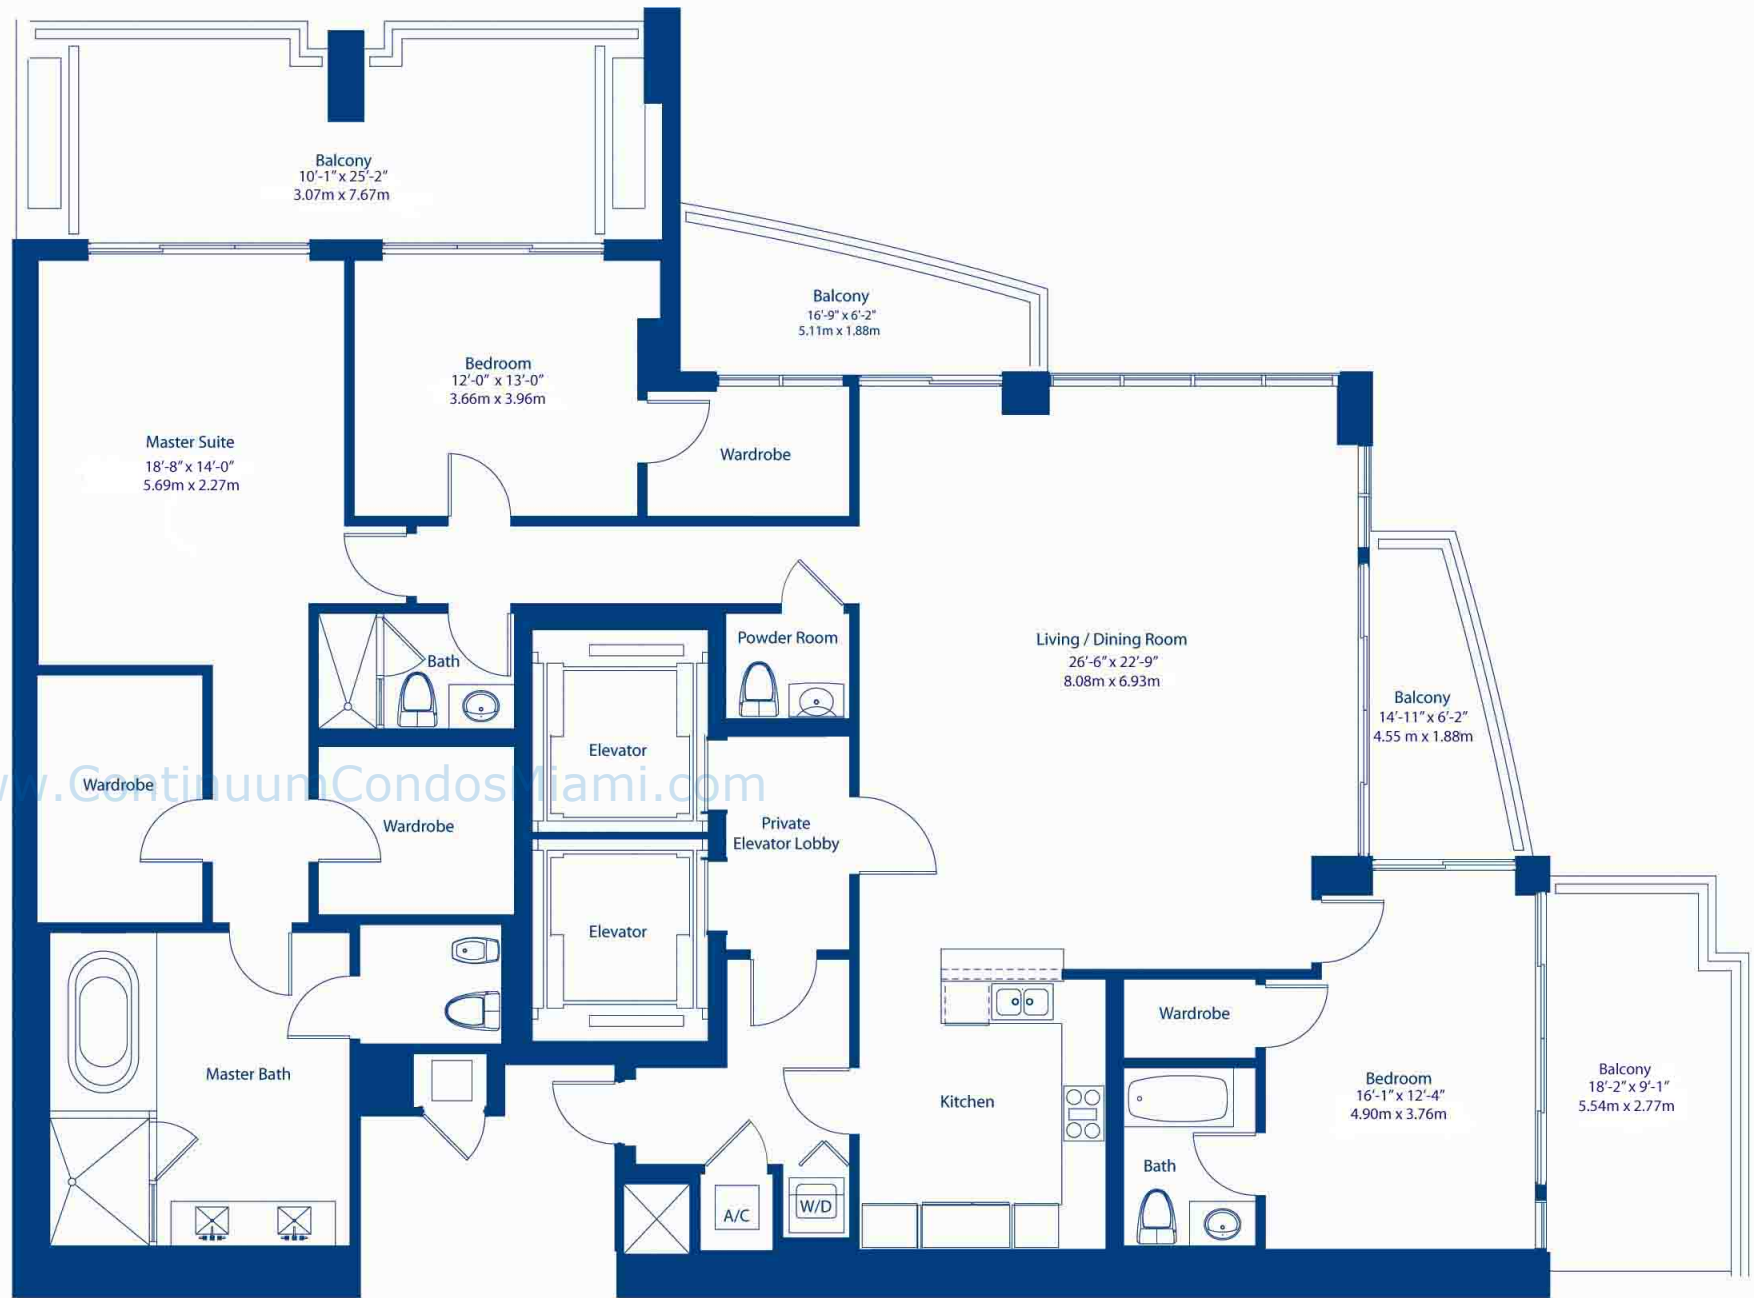 Balcony
10'-1" x 25'-2"
3.07m x 7.67m
Balcony
16'-9" x 6'-2"
5.11m x 1.88m
Bedroom
12'-0" x 13'-0"
3.66m x 3.96m
Master Suite
18'-8" x 14'-0"
5.69m x 2.27m
Wardrobe
Powder Room
Living / Dining Room
26'-6" x 22'-9"
8.08m x 6.93m
Bath
Balcony
14'-11" x 6'-2"
4.55 m x 1.88m
Elevator
Wardrobe
w.ContinuumCondosMiami.com
Wardrobe
Private
Elevator Lobby
Elevator
Wardrobe
Master Bath
Kitchen
Bedroom
16'-1" x 12'-4"
4.90m x 3.76m
Balcony
18'-2" x 9'-1"
5.54m x 2.77m
Bath
A/C
W/D